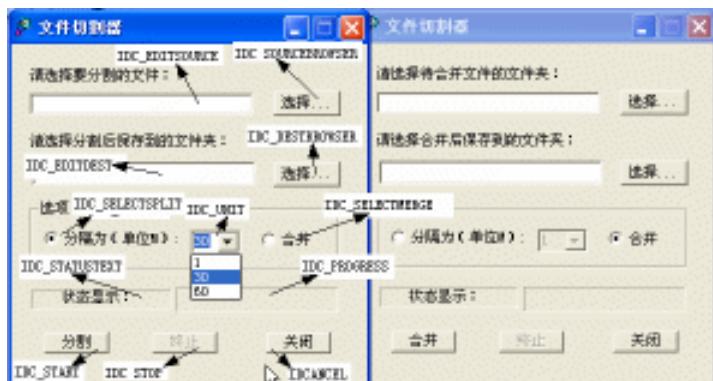 文件切割器
IDC_EDITSOURCE
IDC_SOURCEBROWSER
请选择要分割的文件：
选择...
请选择分割后保存到的文件夹：
IDC_DESTBROWSER
IDC_EDITDEST
选择...
选项
IDC_SELECTSPLIT
IDC_UNIT
IDC_SELECTMERGE
分隔为(单位M)：
30
合并
1
30
60
IDC_STATUSTEXT
IDC_PROGRESS
状态显示：
分割
终止
关闭
IDC_START
IDC_STOP
IDCANCEL
文件切割器
请选择待合并文件的文件夹：
选择...
请选择合并后保存到的文件夹：
选择...
分隔为(单位M)：
1
合并
状态显示：
合并
终止
关闭